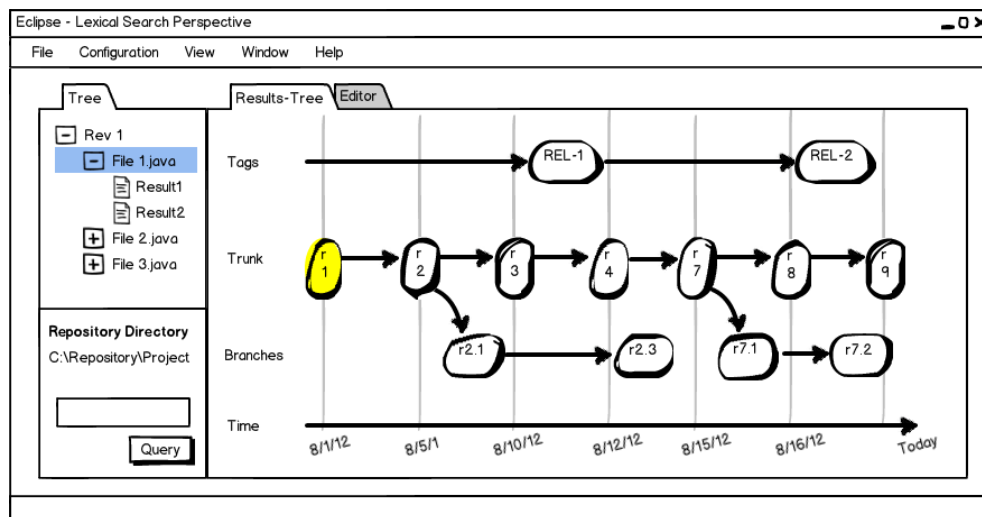 Eclipse - Lexical Search Perspective
File Configuration View Window Help
Tree
Rev 1
File 1.java
Result1
Result2
File 2.java
File 3.java
Repository Directory
C:\Repository\Project
Query
Results-Tree Editor
Tags
REL-1 REL-2
Trunk
r 1
r 2
r 3
r 4
r 7
r 8
r 9
Branches
r2.1 r2.3 r7.1 r7.2
Time
8/1/12 8/5/1 8/10/12 8/12/12 8/15/12 8/16/12 Today